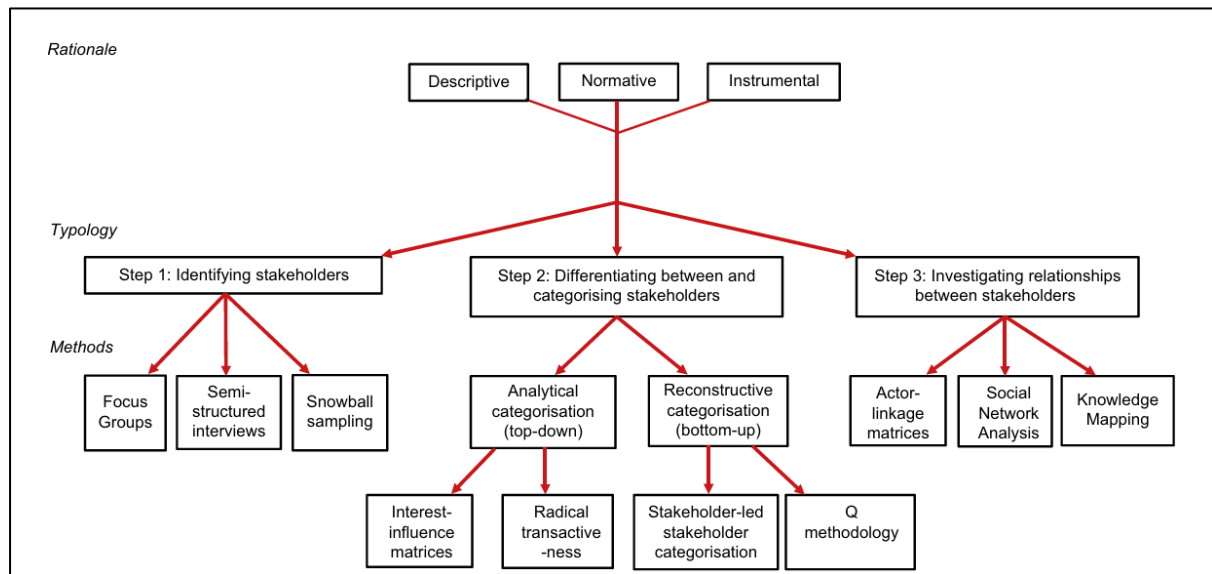 Rationale
Descriptive
Normative
Instrumental
Typology
Step 1: Identifying stakeholders
Step 2: Differentiating between and
categorising stakeholders
Step 3: Investigating relationships
between stakeholders
Methods
Focus
Groups
Semi-
structured
interviews
Snowball
sampling
Analytical
categorisation
(top-down)
Reconstructive
categorisation
(bottom-up)
Actor-
linkage
matrices
Social
Network
Analysis
Knowledge
Mapping
Interest-
influence
matrices
Radical
transactive
-ness
Stakeholder-led
stakeholder
categorisation
Q
methodology